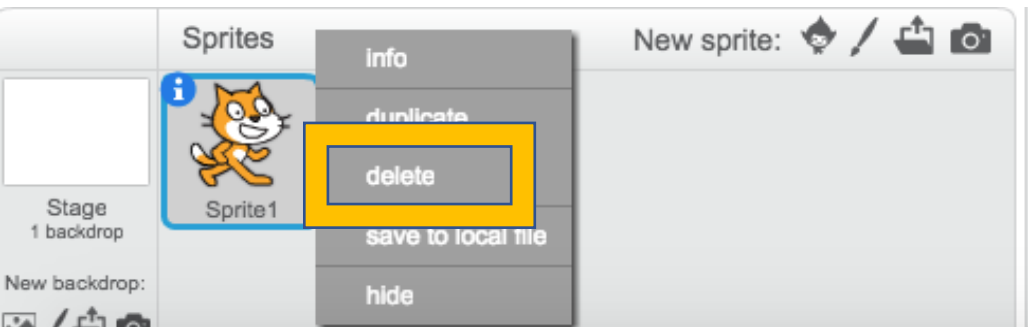 Sprites
New sprite:
info
duplicate
delete
save to local file
hide
Sprite1
Stage
1 backdrop
New backdrop: